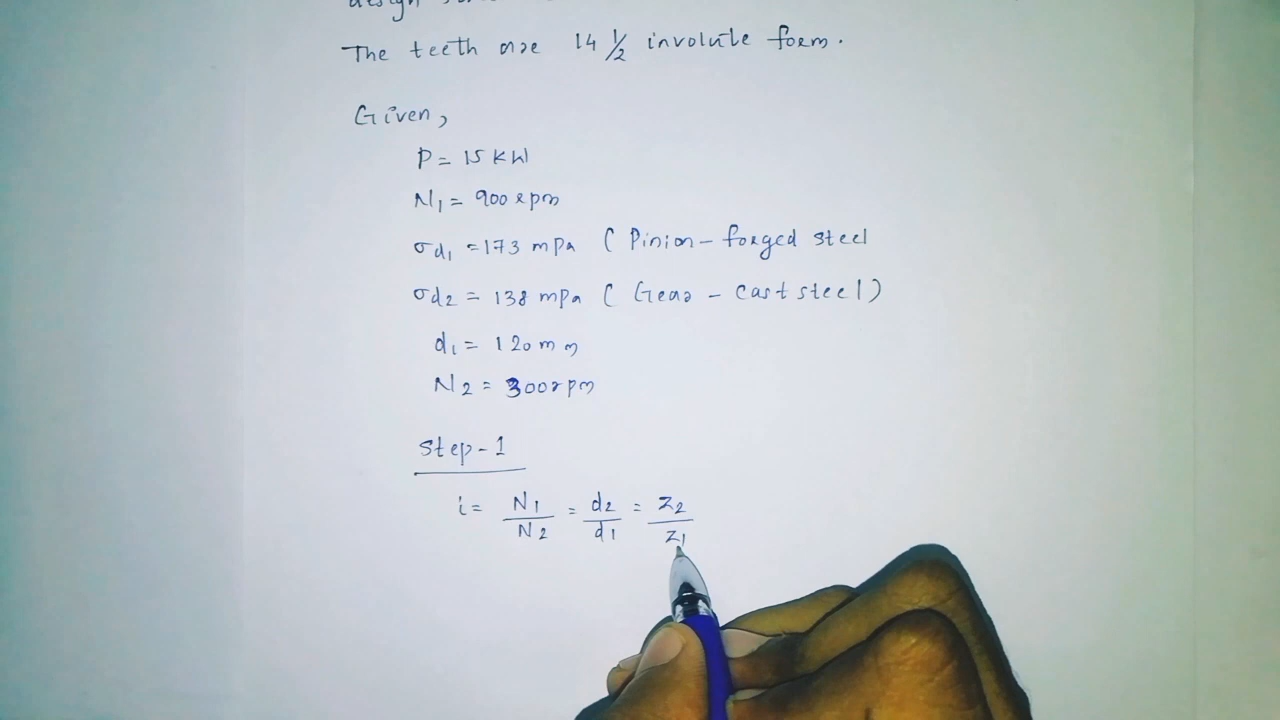 design
The teeth are 14 1/2 involute form.
Given,
P = 15 KW
N1 = 900 rpm
σd1 = 173 mpa ( Pinion - forged steel
σd2 = 138 mpa ( Gear - cast steel )
d1 = 120 mm
N2 = 300 rpm
Step - 1
i = N1/N2 = d2/d1 = Z2/Z1